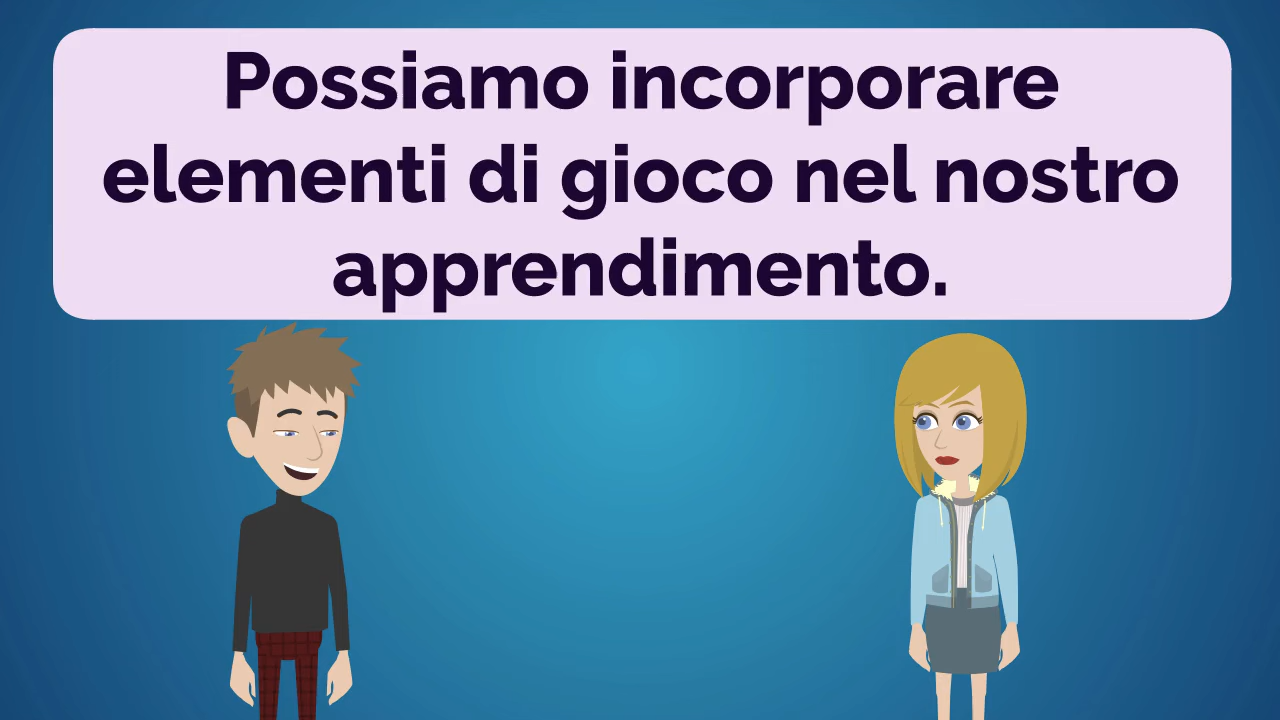 Possiamo incorporare
elementi di gioco nel nostro
apprendimento.